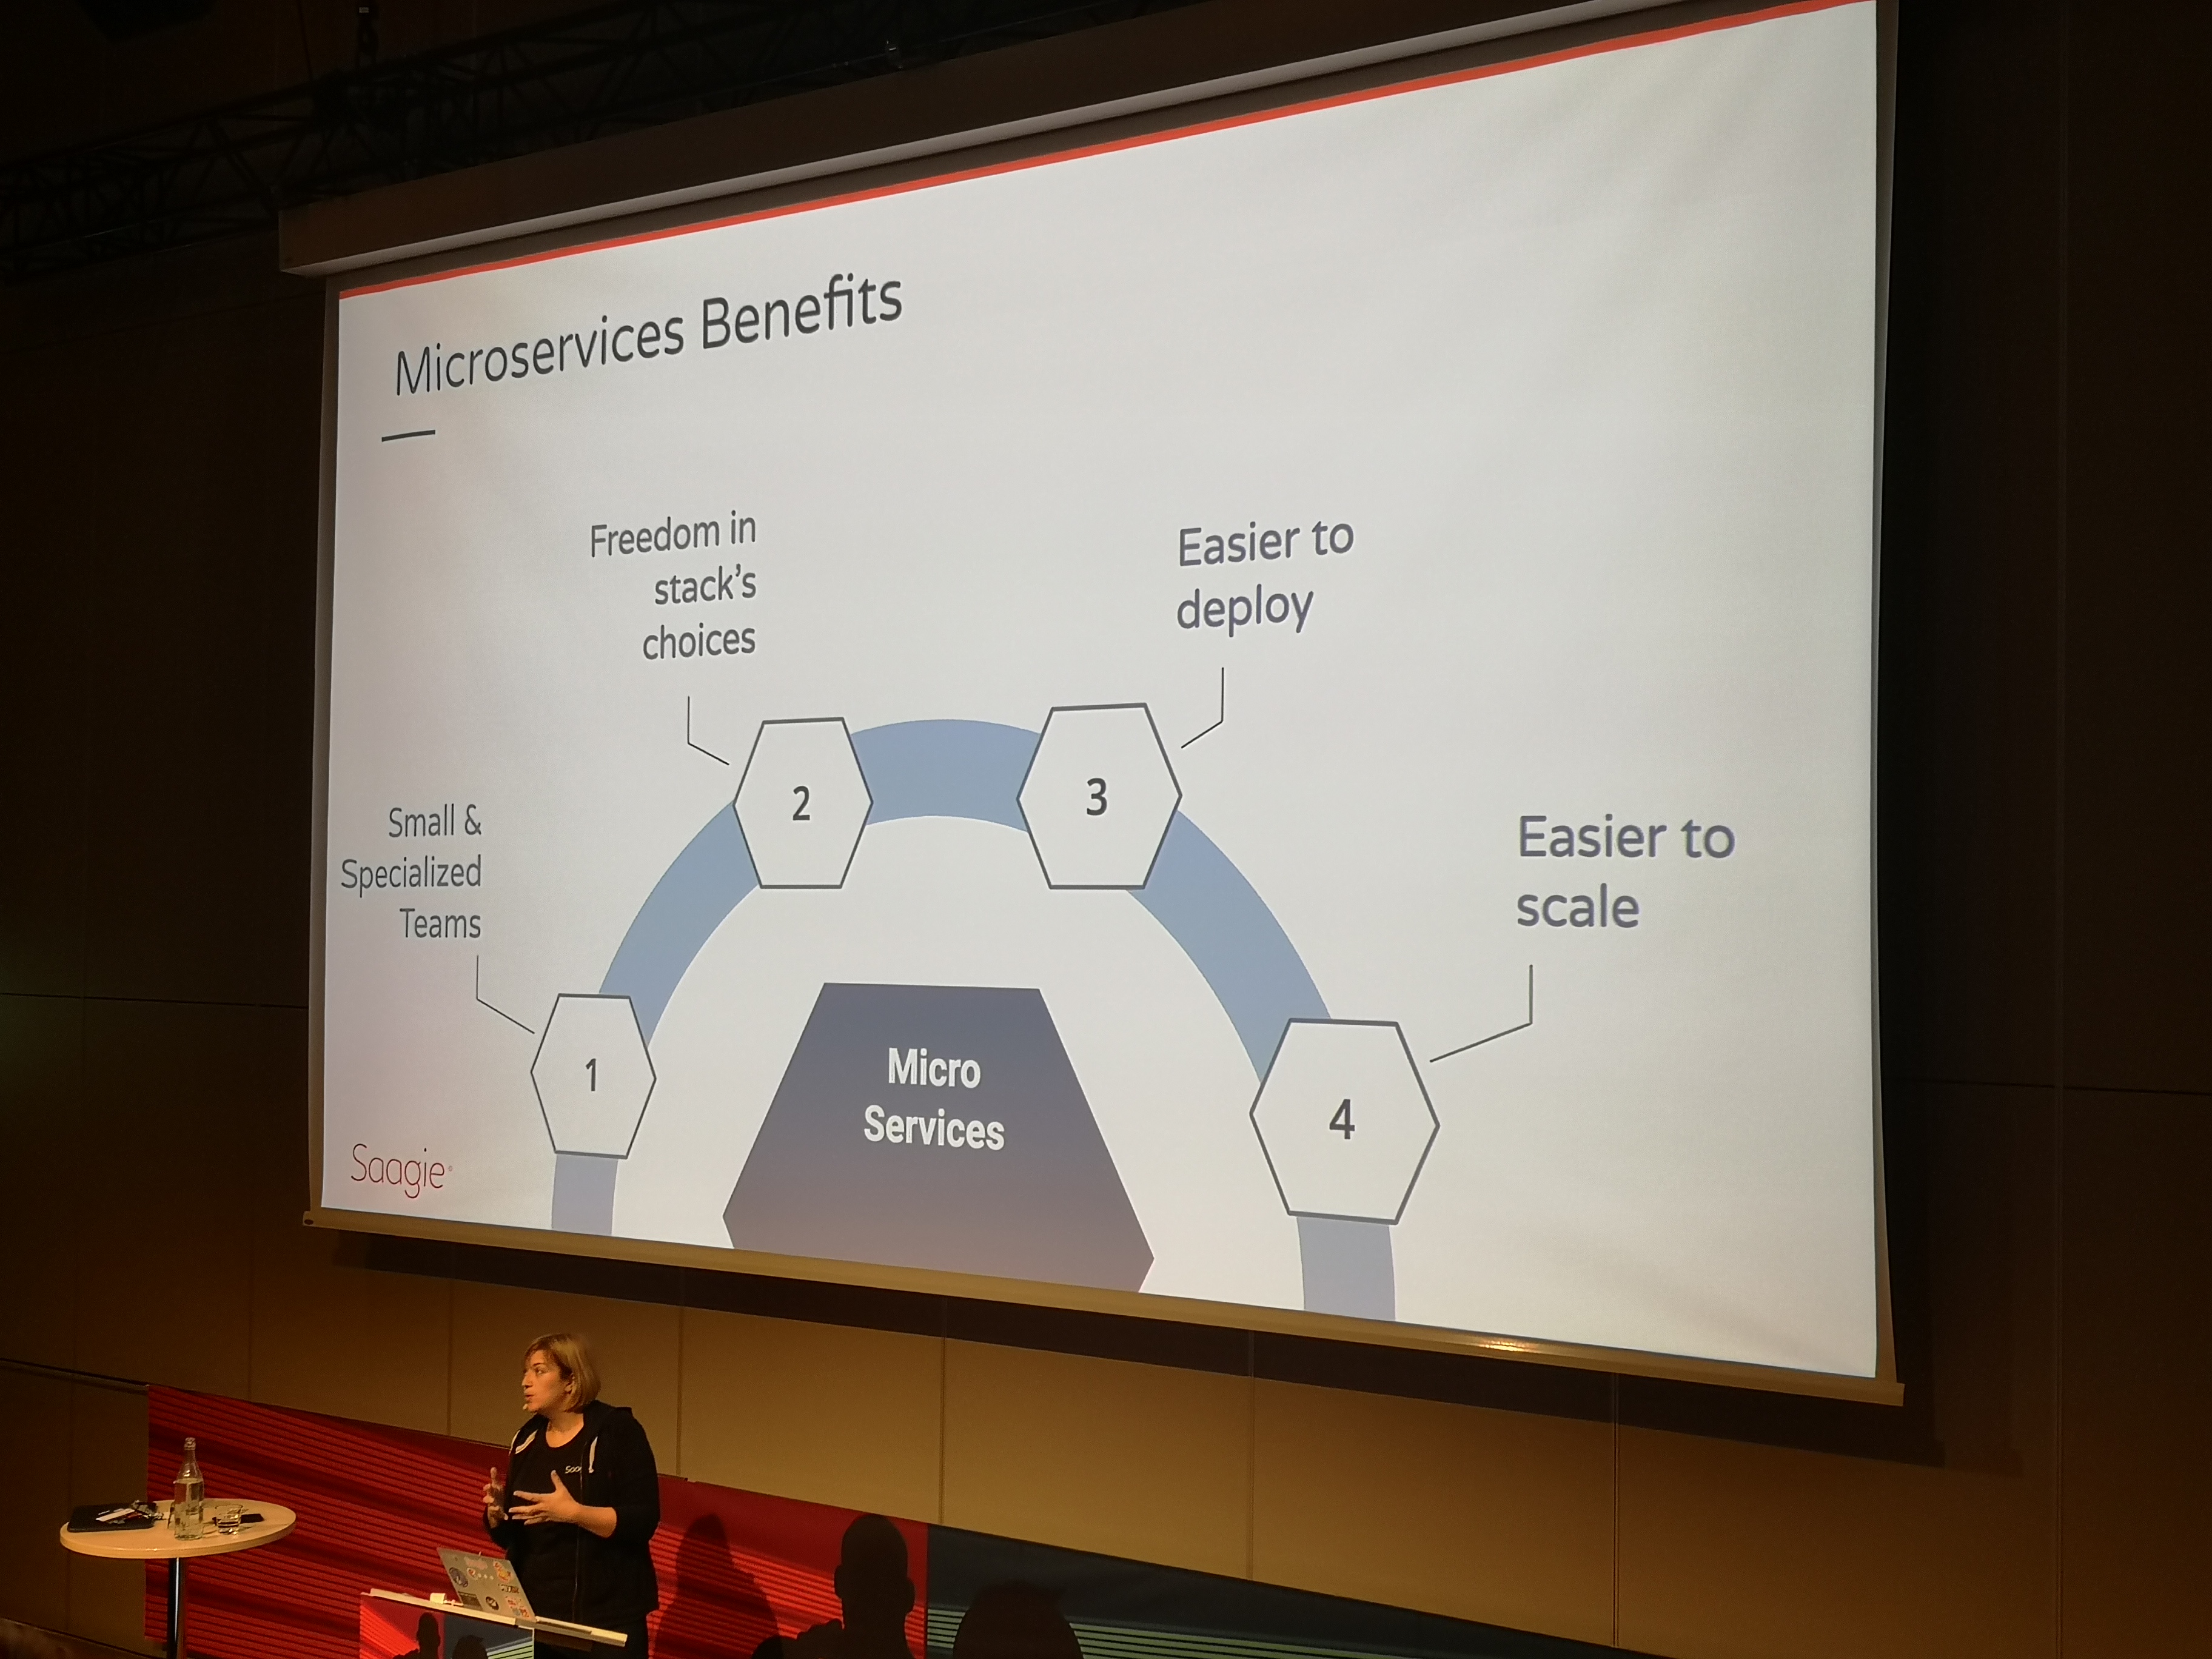 Microservices Benefits
Freedom in
stack's
choices
Easier to
deploy
Small &
Specialized
Teams
Easier to
scale
2
3
1
4
Micro
Services
Saagie